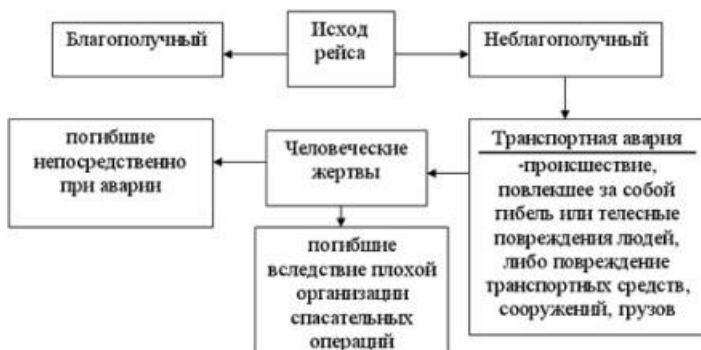 Благополучный
Исход
рейса
Неблагополучный
погибшие
непосредственно
при аварии
Человеческие
жертвы
Транспортная авария
-происшествие,
повлекшее за собой
гибель или телесные
повреждения людей,
либо повреждение
транспортных средств,
сооружений, грузов
погибшие
вследствие плохой
организации
спасательных
операций